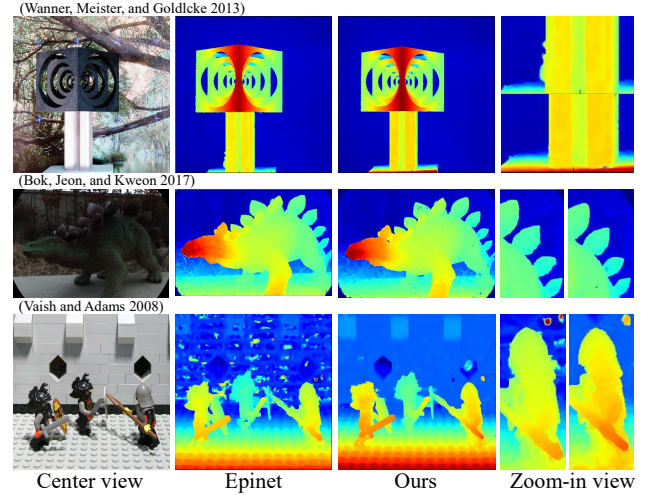 (Wanner, Meister, and Goldlcke 2013)
(Bok, Jeon, and Kweon 2017)
(Vaish and Adams 2008)
Center view Epinet Ours Zoom-in view